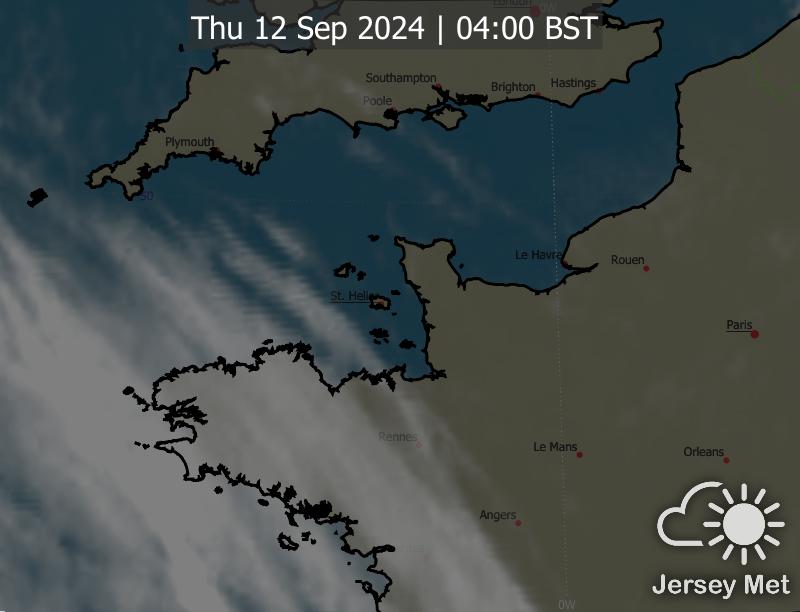 London
0W
Thu 12 Sep 2024 | 04:00 BST
Southampton
Brighton
Hastings
Poole
Plymouth
50
Le Havre
Rouen
St. Helier
Paris
Rennes
Le Mans
Orleans
Angers
Jersey Met
0W